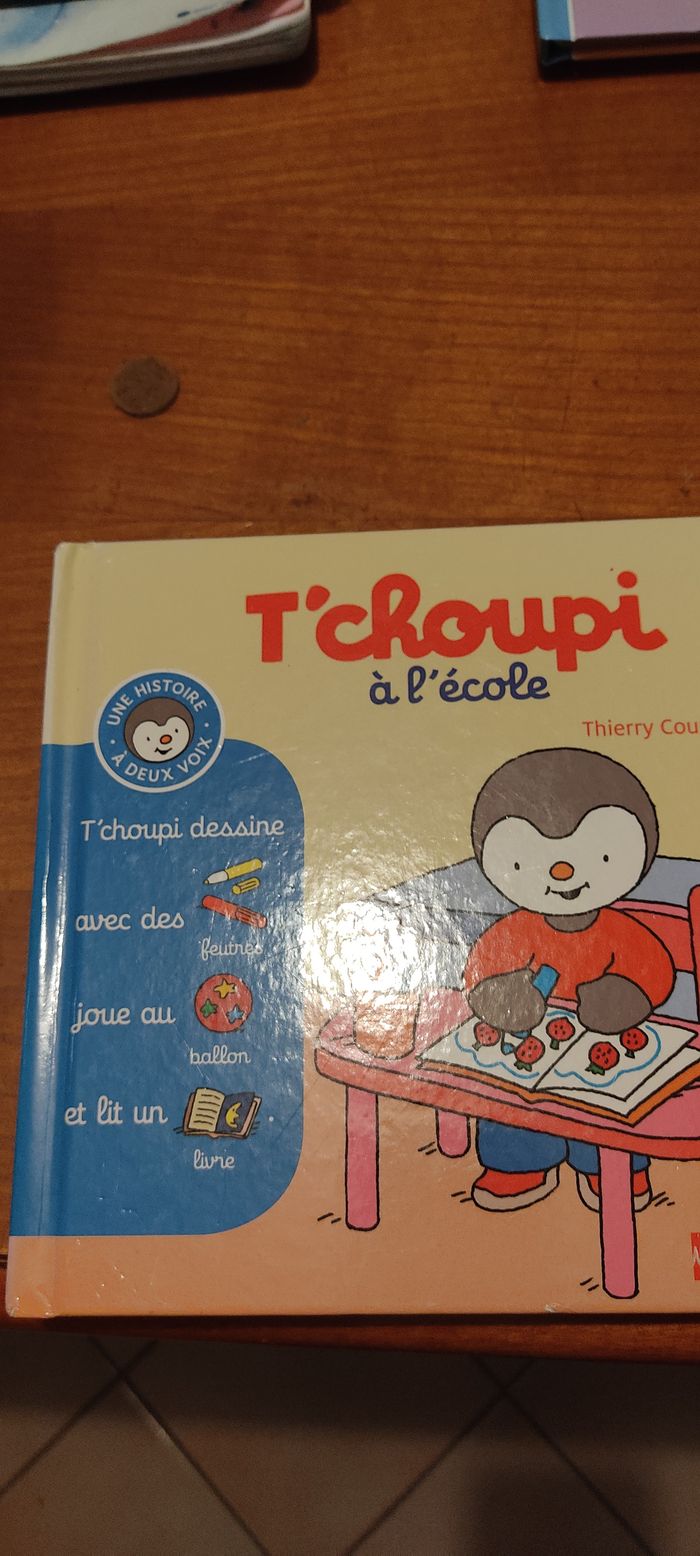 T'choupi
à l'école
Thierry Cou
UNE HISTOIRE
À DEUX VOIX
T'choupi dessine
avec des
feutres
joue au
ballon
et lit un .
livre